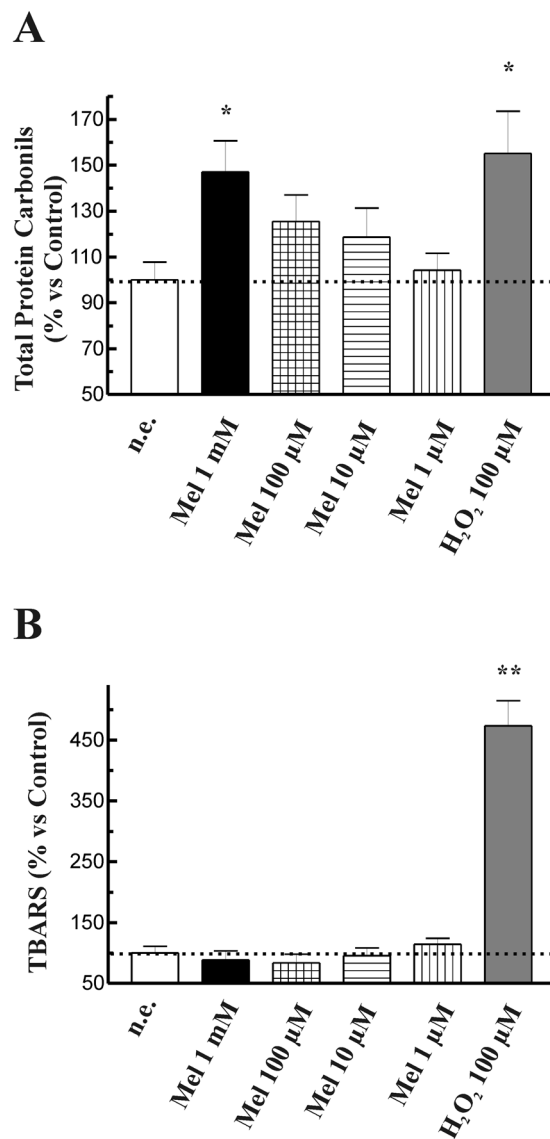 A
Total Protein Carbonils
(% vs Control)
170
150
130
110
90
70
50
*
*
n.e.
Mel 1 mM
Mel 100 µM
Mel 10 µM
Mel 1 µM
H₂O₂ 100 µM
B
TBARS (% vs Control)
450
350
250
150
50
**
n.e.
Mel 1 mM
Mel 100 µM
Mel 10 µM
Mel 1 µM
H₂O₂ 100 µM